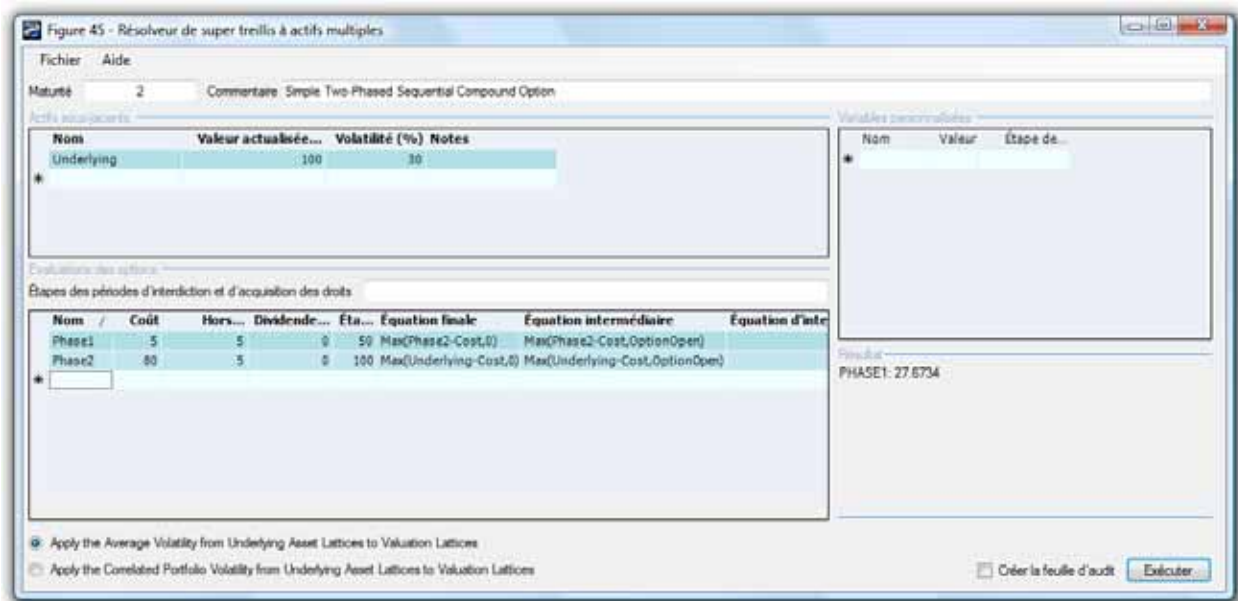 Figure 45 - Résolveur de super treillis à actifs multiples
Fichier Aide
Maturité 2 Commentaire Simple Two-Phased Sequential Compound Option
Actifs sous-jacents
Nom Valeur actualisée... Volatilité (%) Notes
Underlying 100 30
*
Variables personnalisées
Nom Valeur Étape de...
*
Évaluations des options
Étapes des périodes d'interdiction et d'acquisition des droits
Nom / Coût Hors... Dividende... Éta... Équation finale Équation intermédiaire Équation d'inte
Phase1 5 5 0 50 Max(Phase2-Cost,0) Max(Phase2-Cost,OptionOpen)
Phase2 80 5 0 100 Max(Underlying-Cost,0) Max(Underlying-Cost,OptionOpen)
*
Résultat
PHASE1: 27.6734
Apply the Average Volatility from Underlying Asset Lattices to Valuation Lattices
Apply the Correlated Portfolio Volatility from Underlying Asset Lattices to Valuation Lattices
Créer la feuille d'audit Exécuter